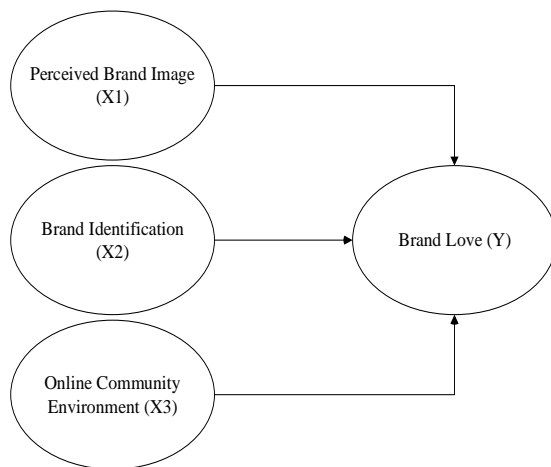 Perceived Brand Image
(X1)
Brand Identification
(X2)
Brand Love (Y)
Online Community
Environment (X3)